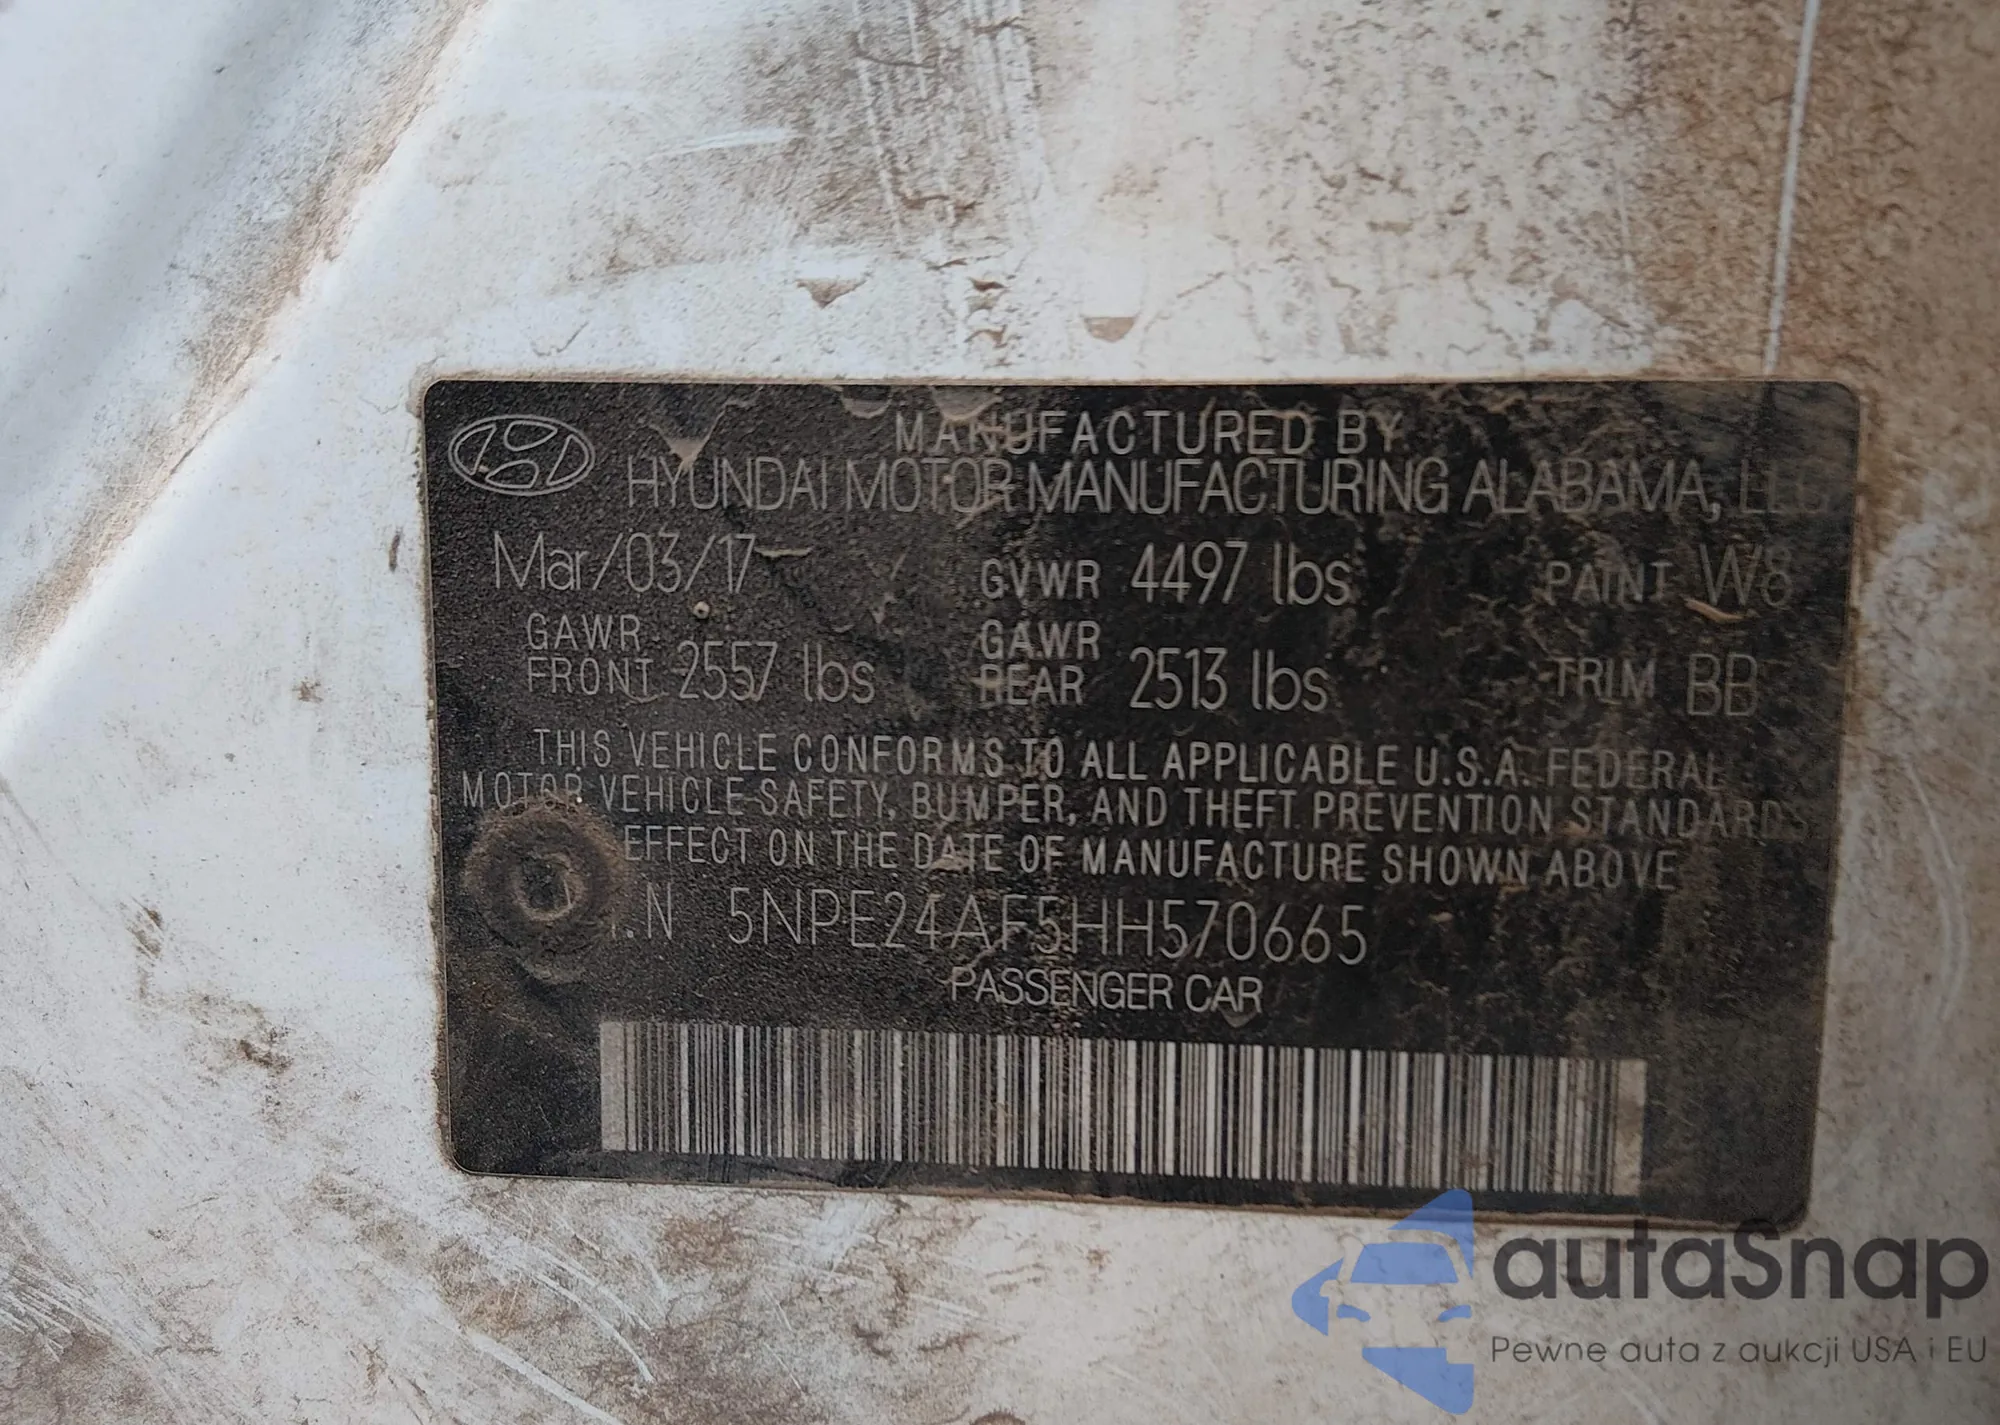 MANUFACTURED BY
HYUNDAI MOTOR MANUFACTURING ALABAMA, LLC
Mar/03/17 GVWR 4497 lbs PAINT W8
GAWR FRONT 2557 lbs GAWR REAR 2513 lbs TRIM BB
THIS VEHICLE CONFORMS TO ALL APPLICABLE U.S.A. FEDERAL
MOTOR VEHICLE SAFETY, BUMPER, AND THEFT PREVENTION STANDARDS
EFFECT ON THE DATE OF MANUFACTURE SHOWN ABOVE
.N 5NPE24AF5HH570665
PASSENGER CAR
autaSnap
Pewne auta z aukcji USA i EU